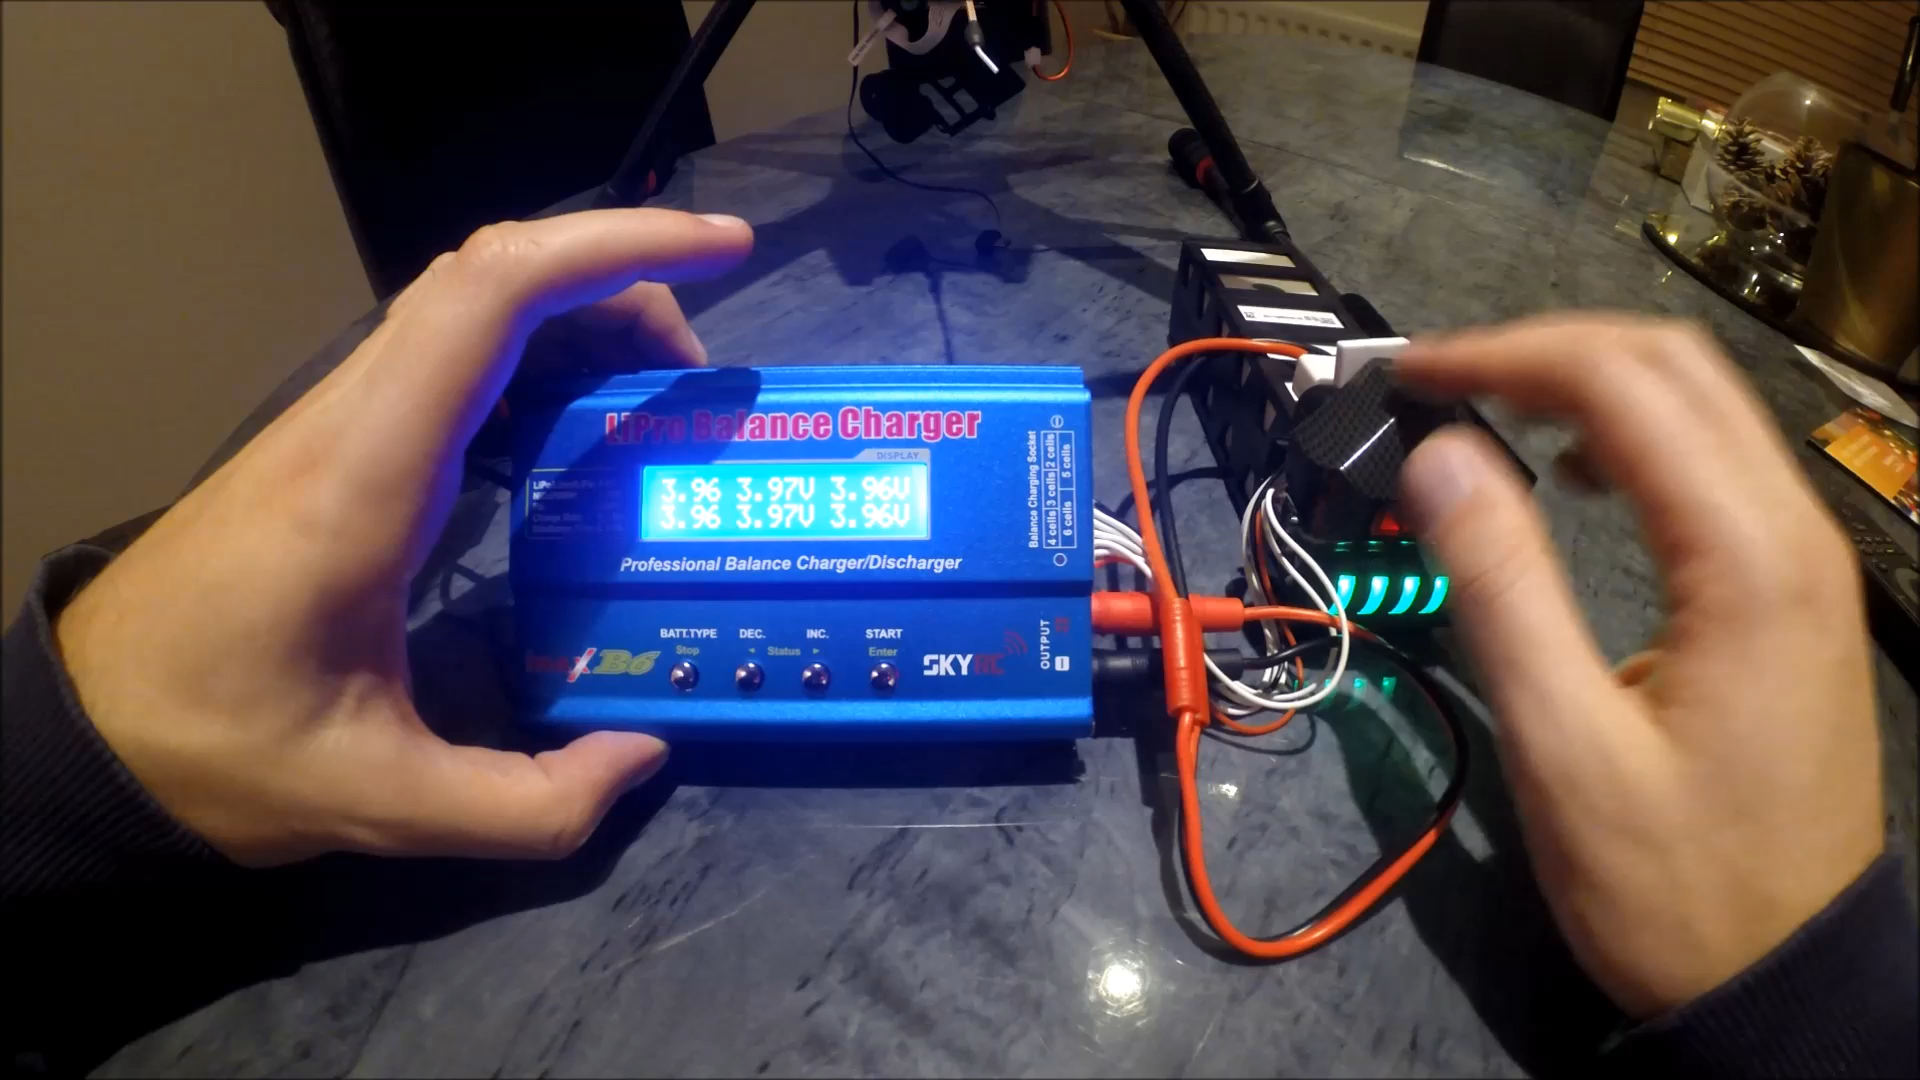 LiPro Balance Charger
DISPLAY
3.96 3.97V 3.96V
3.96 3.97V 3.96V
Professional Balance Charger/Discharger
Balance Charging Socket
2 cells
3 cells
4 cells
5 cells
6 cells
BATT.TYPE DEC. INC. START
Stop ◄ Status ► Enter
imaxB6
SKYRC
OUTPUT